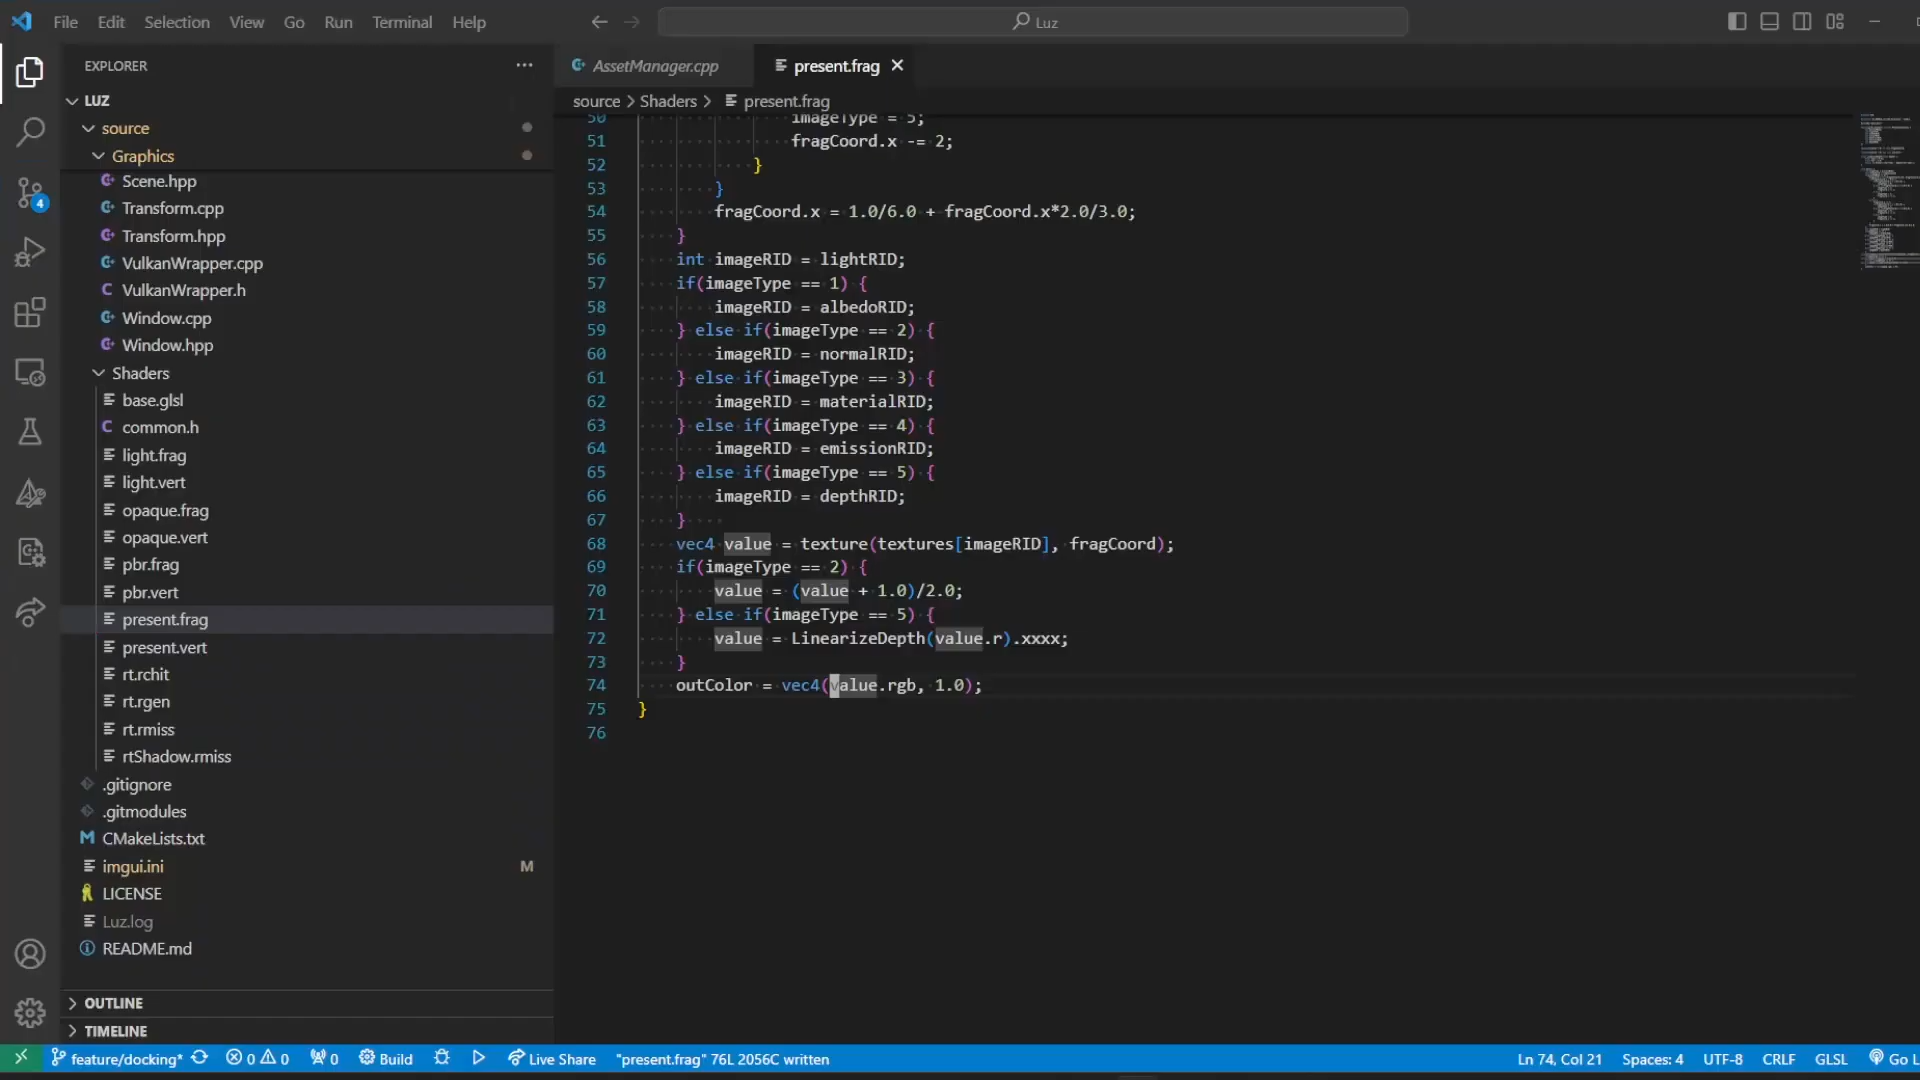 File Edit Selection View Go Run Terminal Help
Luz
EXPLORER
LUZ
source
Graphics
Scene.hpp
Transform.cpp
Transform.hpp
VulkanWrapper.cpp
VulkanWrapper.h
Window.cpp
Window.hpp
Shaders
base.glsl
common.h
light.frag
light.vert
opaque.frag
opaque.vert
pbr.frag
pbr.vert
present.frag
present.vert
rt.rchit
rt.rgen
rt.rmiss
rtShadow.rmiss
.gitignore
.gitmodules
CMakeLists.txt
imgui.ini M
LICENSE
Luz.log
README.md
OUTLINE
TIMELINE
4
AssetManager.cpp present.frag
source > Shaders > present.frag
50 imageType = 5;
51 fragCoord.x -= 2;
52 }
53 }
54 fragCoord.x = 1.0/6.0 + fragCoord.x*2.0/3.0;
55 }
56 int imageRID = lightRID;
57 if(imageType == 1) {
58 imageRID = albedoRID;
59 } else if(imageType == 2) {
60 imageRID = normalRID;
61 } else if(imageType == 3) {
62 imageRID = materialRID;
63 } else if(imageType == 4) {
64 imageRID = emissionRID;
65 } else if(imageType == 5) {
66 imageRID = depthRID;
67 }
68 vec4 value = texture(textures[imageRID], fragCoord);
69 if(imageType == 2) {
70 value = (value + 1.0)/2.0;
71 } else if(imageType == 5) {
72 value = LinearizeDepth(value.r).xxxx;
73 }
74 outColor = vec4(value.rgb, 1.0);
75 }
76
feature/docking* 0 0 0 Build Live Share "present.frag" 76L 2056C written Ln 74, Col 21 Spaces: 4 UTF-8 CRLF GLSL Go L